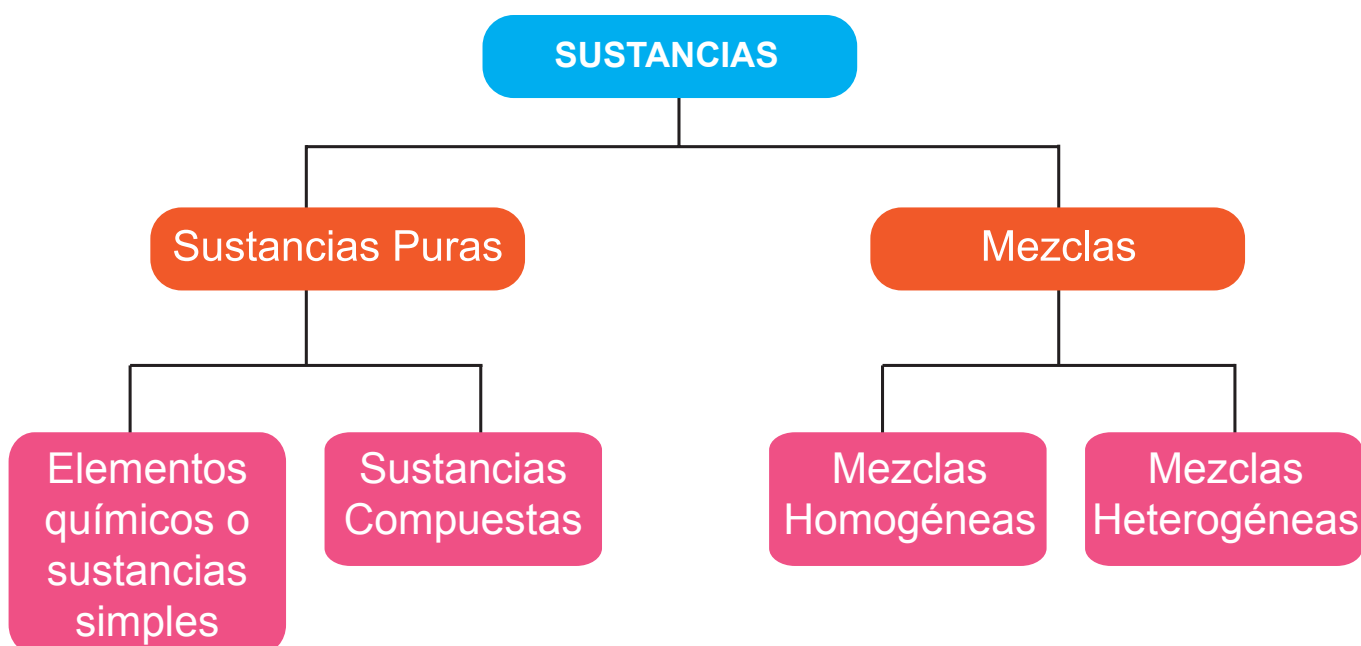 SUSTANCIAS
Sustancias Puras
Mezclas
Elementos
químicos o
sustancias
simples
Sustancias
Compuestas
Mezclas
Homogéneas
Mezclas
Heterogéneas